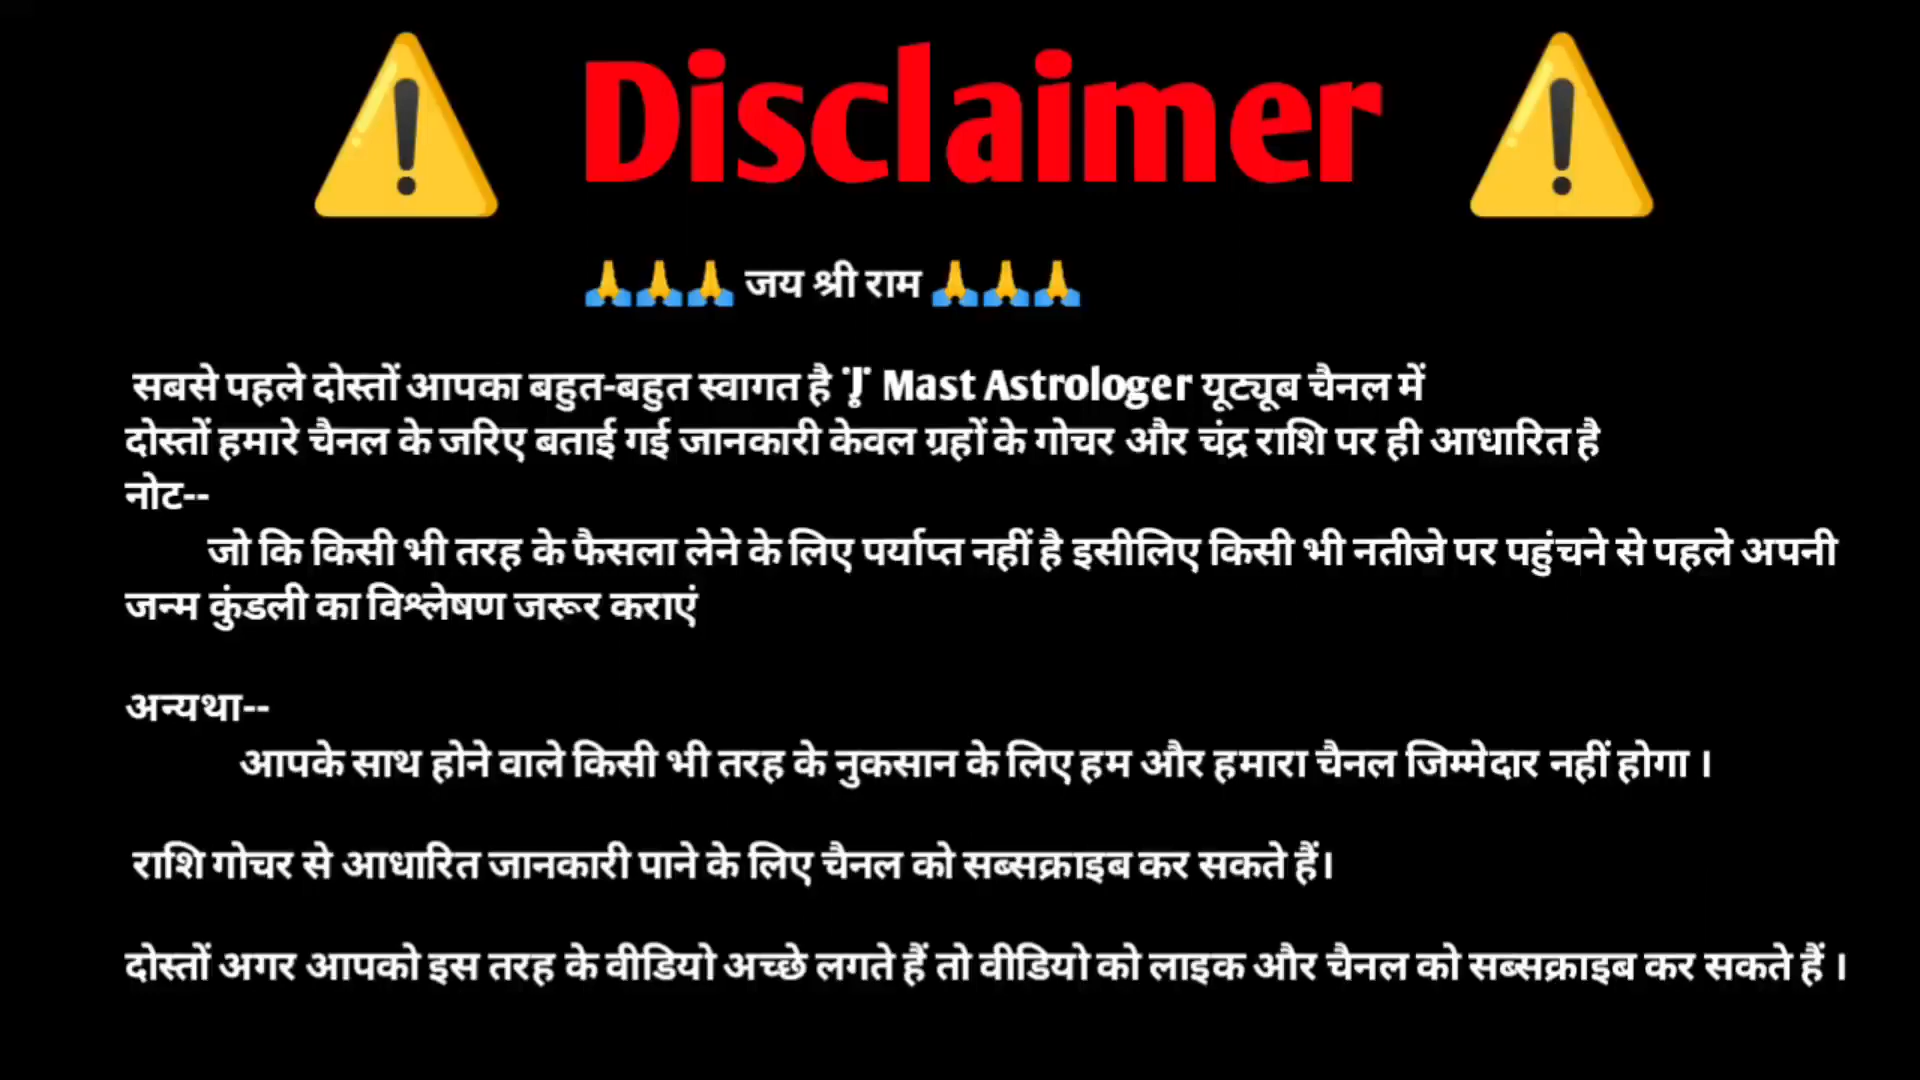 ⚠️ Disclaimer ⚠️
🙏🙏🙏 जय श्री राम 🙏🙏🙏
सबसे पहले दोस्तों आपका बहुत-बहुत स्वागत है Mast Astrologer यूट्यूब चैनल में
दोस्तों हमारे चैनल के जरिए बताई गई जानकारी केवल ग्रहों के गोचर और चंद्र राशि पर ही आधारित है
नोट--
जो कि किसी भी तरह के फैसला लेने के लिए पर्याप्त नहीं है इसीलिए किसी भी नतीजे पर पहुंचने से पहले अपनी
जन्म कुंडली का विश्लेषण जरूर कराएं
अन्यथा--
आपके साथ होने वाले किसी भी तरह के नुकसान के लिए हम और हमारा चैनल जिम्मेदार नहीं होगा ।
राशि गोचर से आधारित जानकारी पाने के लिए चैनल को सब्सक्राइब कर सकते हैं।
दोस्तों अगर आपको इस तरह के वीडियो अच्छे लगते हैं तो वीडियो को लाइक और चैनल को सब्सक्राइब कर सकते हैं ।